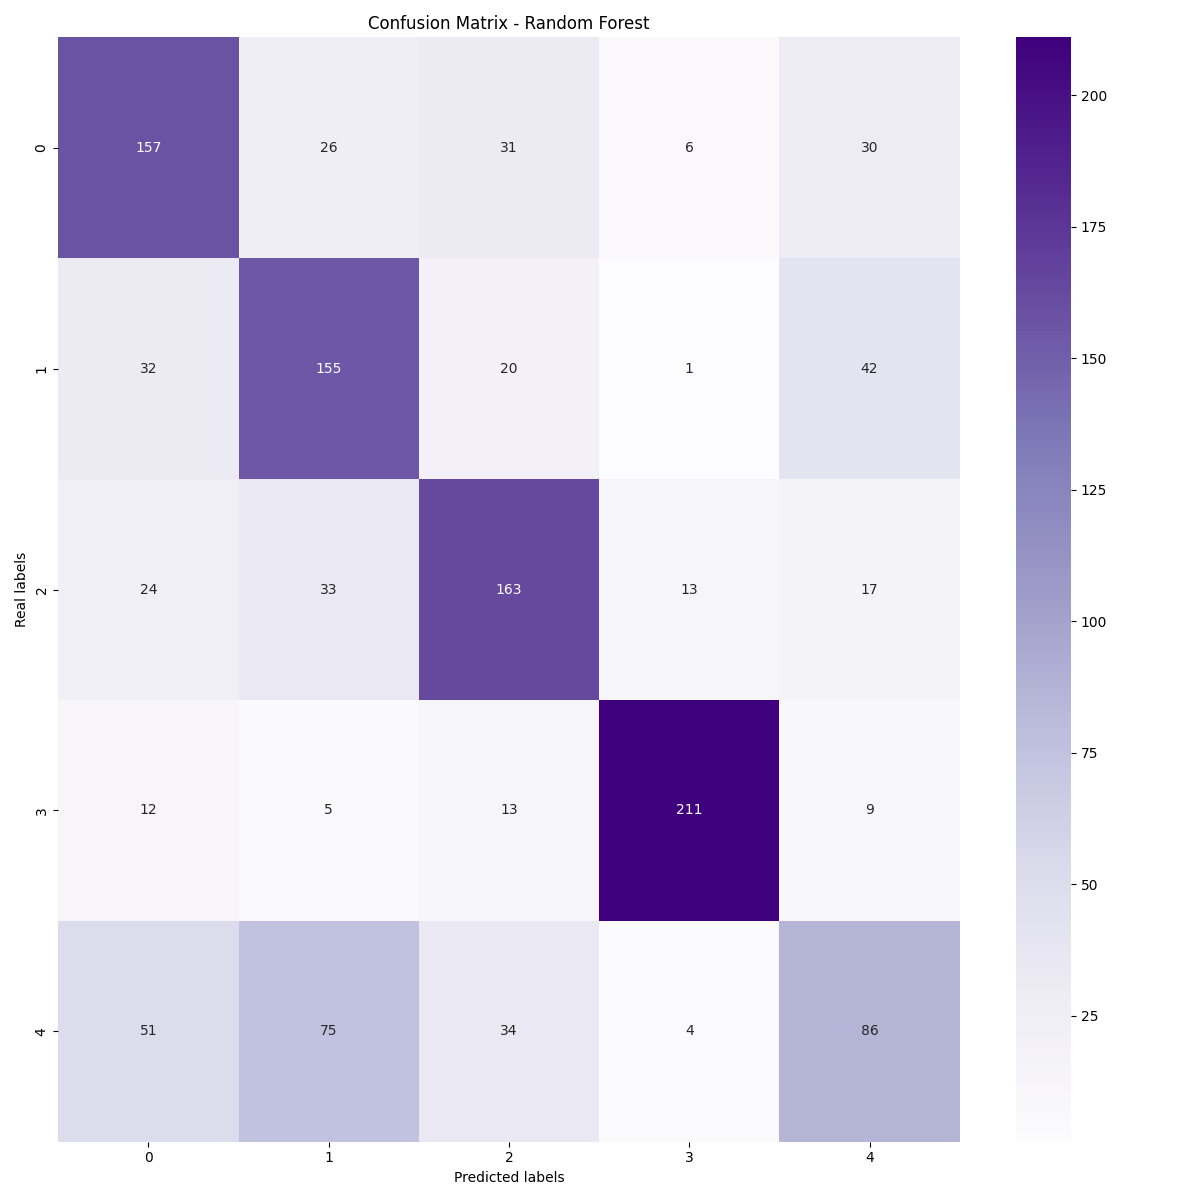 Confusion Matrix - Random Forest
0 157 26 31 6 30
1 32 155 20 1 42
2 24 33 163 13 17
3 12 5 13 211 9
4 51 75 34 4 86
0 1 2 3 4
Predicted labels
Real labels
200
175
150
125
100
75
50
25